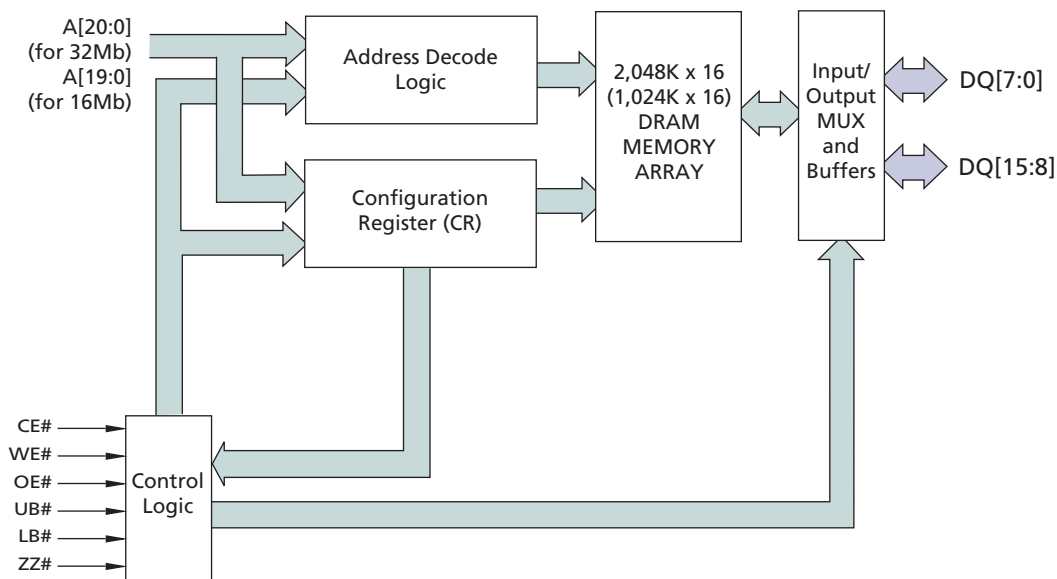 A[20:0]
(for 32Mb)
A[19:0]
(for 16Mb)
Address Decode
Logic
2,048K x 16
(1,024K x 16)
DRAM
MEMORY
ARRAY
Input/
Output
MUX
and
Buffers
DQ[7:0]
DQ[15:8]
Configuration
Register (CR)
CE#
WE#
OE#
UB#
LB#
ZZ#
Control
Logic